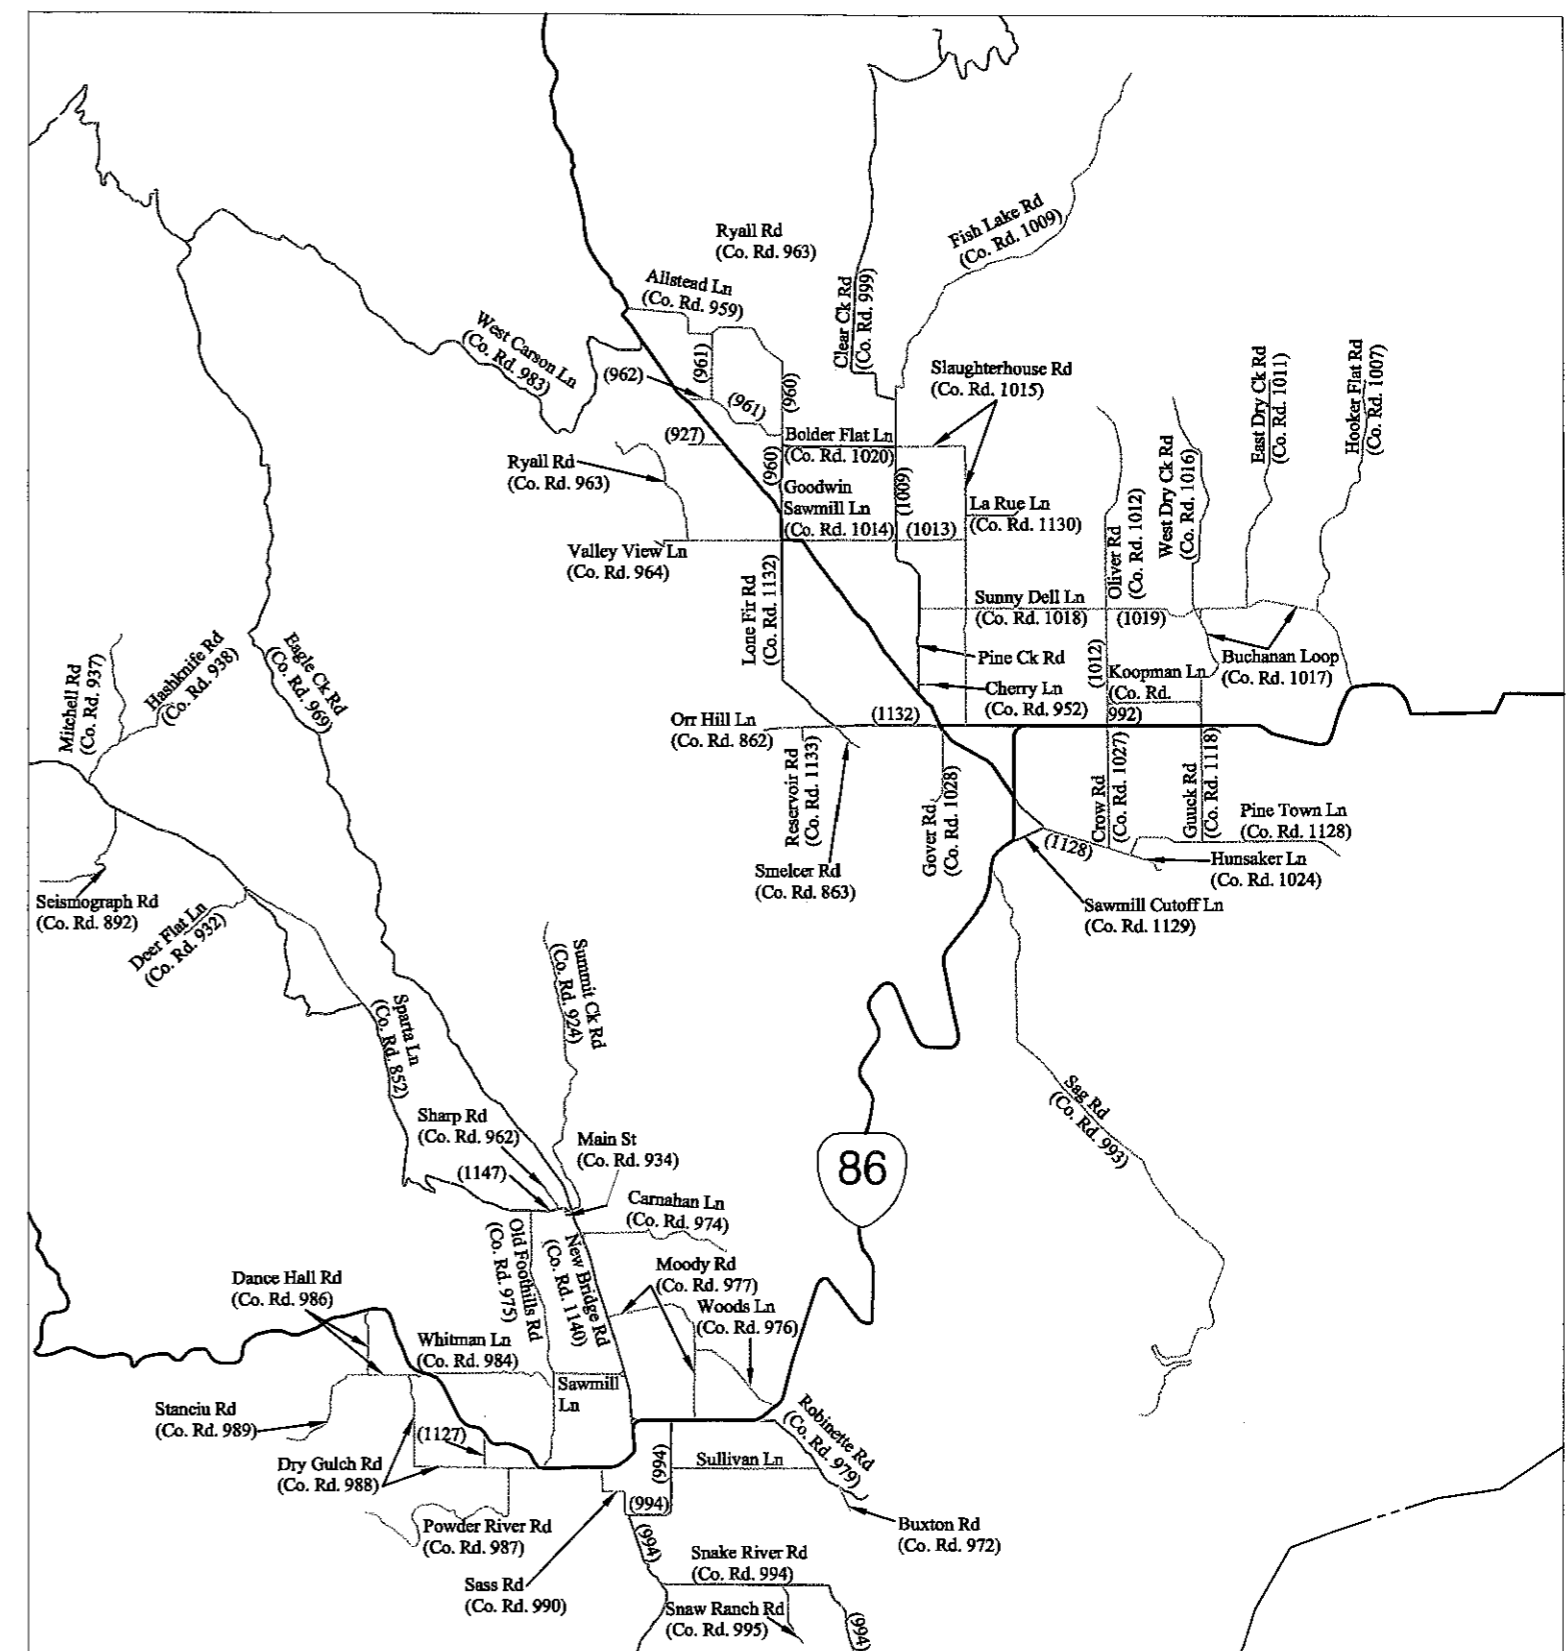 Ryall Rd
(Co. Rd. 963)
Allstead Ln
(Co. Rd. 959)
Fish Lake Rd
(Co. Rd. 1009)
Clear Ck Rd
(Co. Rd. 999)
West Carson Ln
(Co. Rd. 983)
(962)
(961)
(961)
(960)
Slaughterhouse Rd
(Co. Rd. 1015)
East Dry Ck Rd
(Co. Rd. 1011)
Hooker Flat Rd
(Co. Rd. 1007)
(927)
Bolder Flat Ln
(Co. Rd. 1020)
Ryall Rd
(Co. Rd. 963)
(960)
Goodwin
Sawmill Ln
(Co. Rd. 1014)
(1009)
(1013)
La Rue Ln
(Co. Rd. 1130)
Oliver Rd
(Co. Rd. 1012)
West Dry Ck Rd
(Co. Rd. 1016)
Valley View Ln
(Co. Rd. 964)
Lone Fir Rd
(Co. Rd. 1132)
Sunny Dell Ln
(Co. Rd. 1018)
(1019)
Pine Ck Rd
(1012)
Koopman Ln
(Co. Rd.
992)
Buchanan Loop
(Co. Rd. 1017)
Cherry Ln
(Co. Rd. 952)
Mitchell Rd
(Co. Rd. 937)
Hashknife Rd
(Co. Rd. 938)
Eagle Ck Rd
(Co. Rd. 969)
Orr Hill Ln
(Co. Rd. 862)
(1132)
Reservoir Rd
(Co. Rd. 1133)
Smelcer Rd
(Co. Rd. 863)
Gover Rd
(Co. Rd. 1028)
Crow Rd
(Co. Rd. 1027)
Guuck Rd
(Co. Rd. 1118)
Pine Town Ln
(Co. Rd. 1128)
(1128)
Hunsaker Ln
(Co. Rd. 1024)
Sawmill Cutoff Ln
(Co. Rd. 1129)
Seismograph Rd
(Co. Rd. 892)
Deer Flat Ln
(Co. Rd. 932)
Summit Ck Rd
(Co. Rd. 924)
Sparta Ln
(Co. Rd. 852)
Sag Rd
(Co. Rd. 993)
Sharp Rd
(Co. Rd. 962)
Main St
(Co. Rd. 934)
(1147)
86
Carnahan Ln
(Co. Rd. 974)
Old Foothills Rd
(Co. Rd. 975)
New Bridge Rd
(Co. Rd. 1140)
Moody Rd
(Co. Rd. 977)
Dance Hall Rd
(Co. Rd. 986)
Woods Ln
(Co. Rd. 976)
Whitman Ln
(Co. Rd. 984)
Sawmill
Ln
Stanciu Rd
(Co. Rd. 989)
(1127)
Robinette Rd
(Co. Rd. 979)
Dry Gulch Rd
(Co. Rd. 988)
(994)
Sullivan Ln
(994)
Powder River Rd
(Co. Rd. 987)
(994)
Buxton Rd
(Co. Rd. 972)
Snake River Rd
(Co. Rd. 994)
Sass Rd
(Co. Rd. 990)
Snaw Ranch Rd
(Co. Rd. 995)
(994)